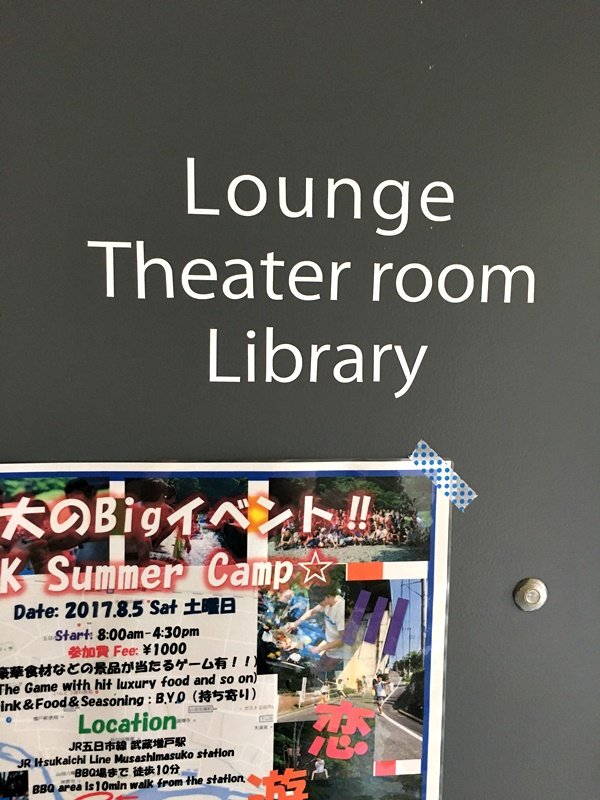 Lounge
Theater room
Library
大のBigイベント!!
K Summer Camp☆
Date: 2017.8.5 Sat 土曜日
Start: 8:00am-4:30pm
参加費 Fee: ¥1000
豪華食材などの景品が当たるゲーム有!!)
The Game with hit luxury food and so on)
ink&Food&Seasoning : B.Y.O (持ち寄り)
Location
JR五日市線 武蔵増戸駅
JR Itsukaichi Line Musashimasuko station
BBQ場まで 徒歩10分
BBQ area is10min walk from the station.
川
恋
遊